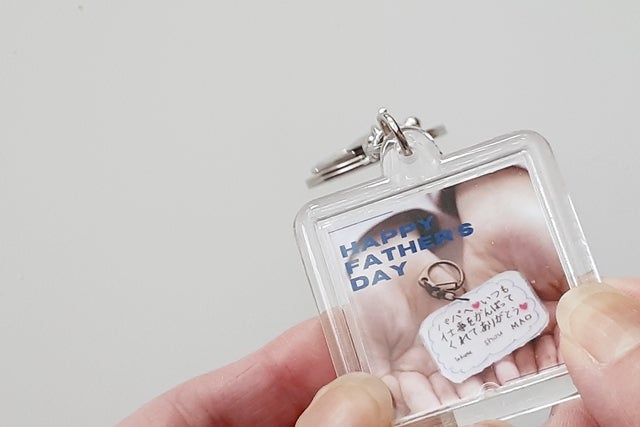 HAPPY
FATHER'S
DAY
パパへ❤いつも
仕事をがんばって
くれてありがとう❤
shou MAO